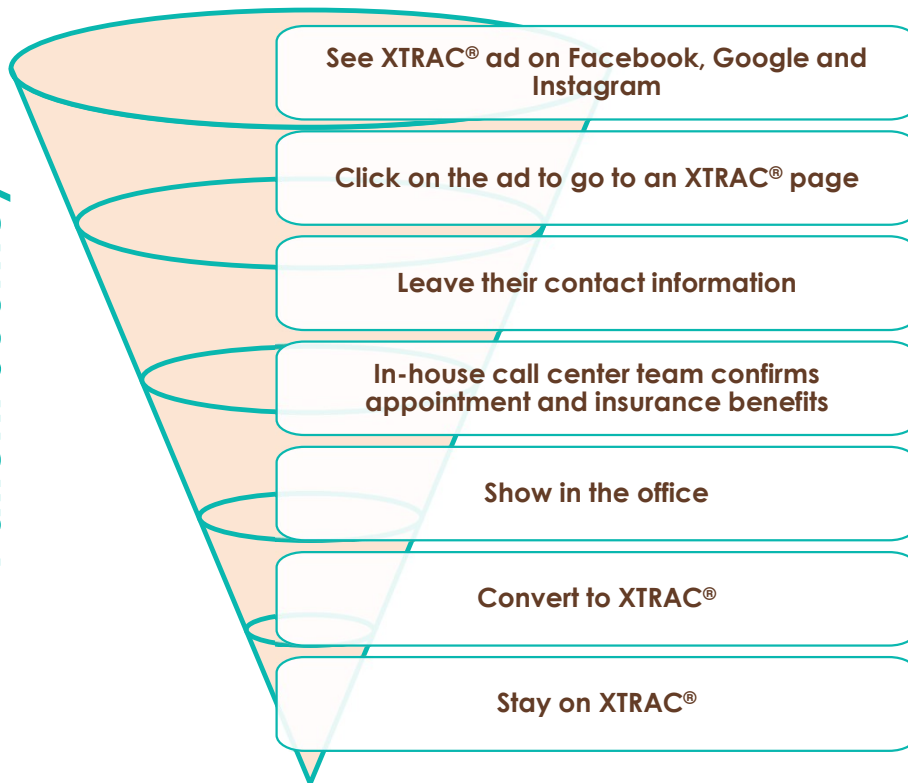 See XTRAC® ad on Facebook, Google and
Instagram
Click on the ad to go to an XTRAC® page
Leave their contact information
In-house call center team confirms
appointment and insurance benefits
Show in the office
Convert to XTRAC®
Stay on XTRAC®